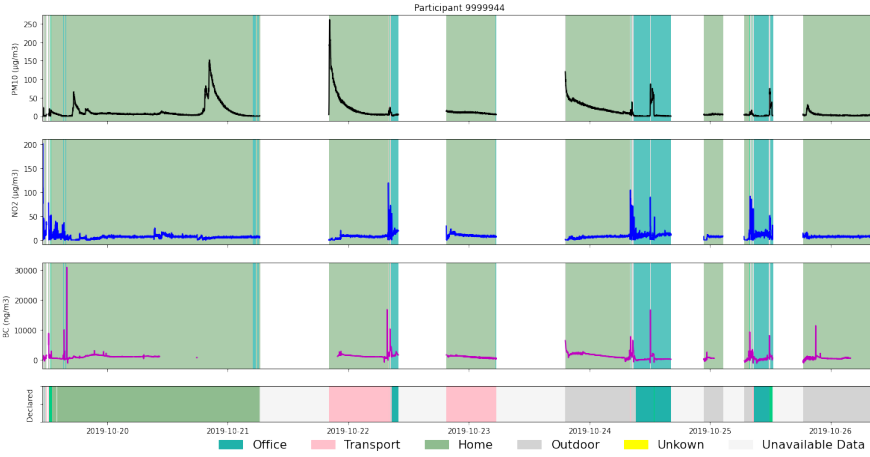 Participant 9999944
PM10 (µg/m3)
250
200
150
100
50
0
NO2 (µg/m3)
200
150
100
50
0
BC (ng/m3)
30000
20000
10000
0
Declared
2019-10-20 2019-10-21 2019-10-22 2019-10-23 2019-10-24 2019-10-25 2019-10-26
Office Transport Home Outdoor Unkown Unavailable Data